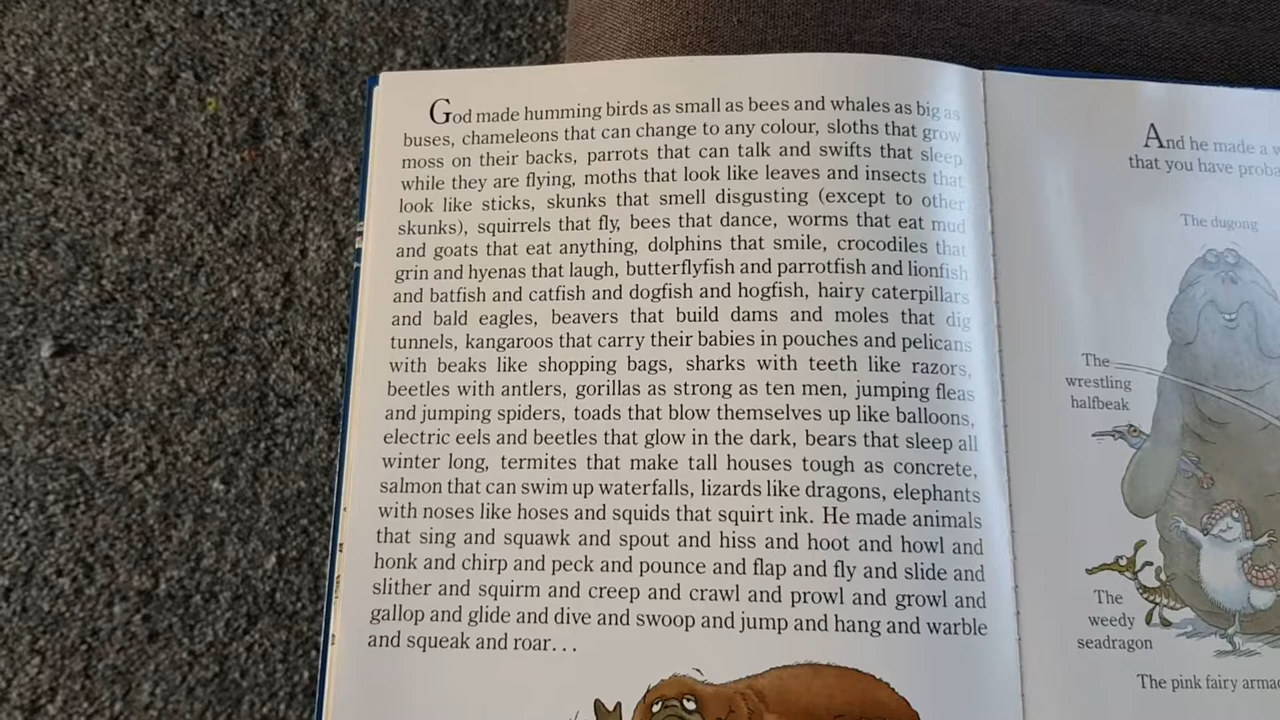 God made humming birds as small as bees and whales as big as
buses, chameleons that can change to any colour, sloths that grow
moss on their backs, parrots that can talk and swifts that sleep
while they are flying, moths that look like leaves and insects that
look like sticks, skunks that smell disgusting (except to other
skunks), squirrels that fly, bees that dance, worms that eat mud
and goats that eat anything, dolphins that smile, crocodiles that
grin and hyenas that laugh, butterflyfish and parrotfish and lionfish
and batfish and catfish and dogfish and hogfish, hairy caterpillars
and bald eagles, beavers that build dams and moles that dig
tunnels, kangaroos that carry their babies in pouches and pelicans
with beaks like shopping bags, sharks with teeth like razors,
beetles with antlers, gorillas as strong as ten men, jumping fleas
and jumping spiders, toads that blow themselves up like balloons,
electric eels and beetles that glow in the dark, bears that sleep all
winter long, termites that make tall houses tough as concrete,
salmon that can swim up waterfalls, lizards like dragons, elephants
with noses like hoses and squids that squirt ink. He made animals
that sing and squawk and spout and hiss and hoot and howl and
honk and chirp and peck and pounce and flap and fly and slide and
slither and squirm and creep and crawl and prowl and growl and
gallop and glide and dive and swoop and jump and hang and warble
and squeak and roar...
And he made a
that you have
The dugong
The
wrestling
halfbeak
The
weedy
seadragon
The pink fairy